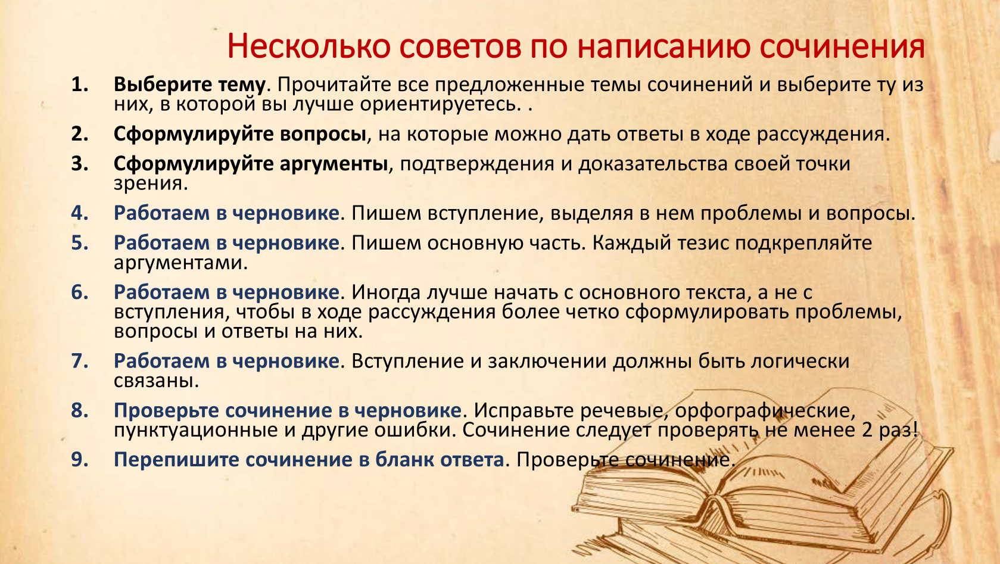 Несколько советов по написанию сочинения
1. Выберите тему. Прочитайте все предложенные темы сочинений и выберите ту из
них, в которой вы лучше ориентируетесь. .
2. Сформулируйте вопросы, на которые можно дать ответы в ходе рассуждения.
3. Сформулируйте аргументы, подтверждения и доказательства своей точки
зрения.
4. Работаем в черновике. Пишем вступление, выделяя в нем проблемы и вопросы.
5. Работаем в черновике. Пишем основную часть. Каждый тезис подкрепляйте
аргументами.
6. Работаем в черновике. Иногда лучше начать с основного текста, а не с
вступления, чтобы в ходе рассуждения более четко сформулировать проблемы,
вопросы и ответы на них.
7. Работаем в черновике. Вступление и заключении должны быть логически
связаны.
8. Проверьте сочинение в черновике. Исправьте речевые, орфографические,
пунктуационные и другие ошибки. Сочинение следует проверять не менее 2 раз!
9. Перепишите сочинение в бланк ответа. Проверьте сочинение.